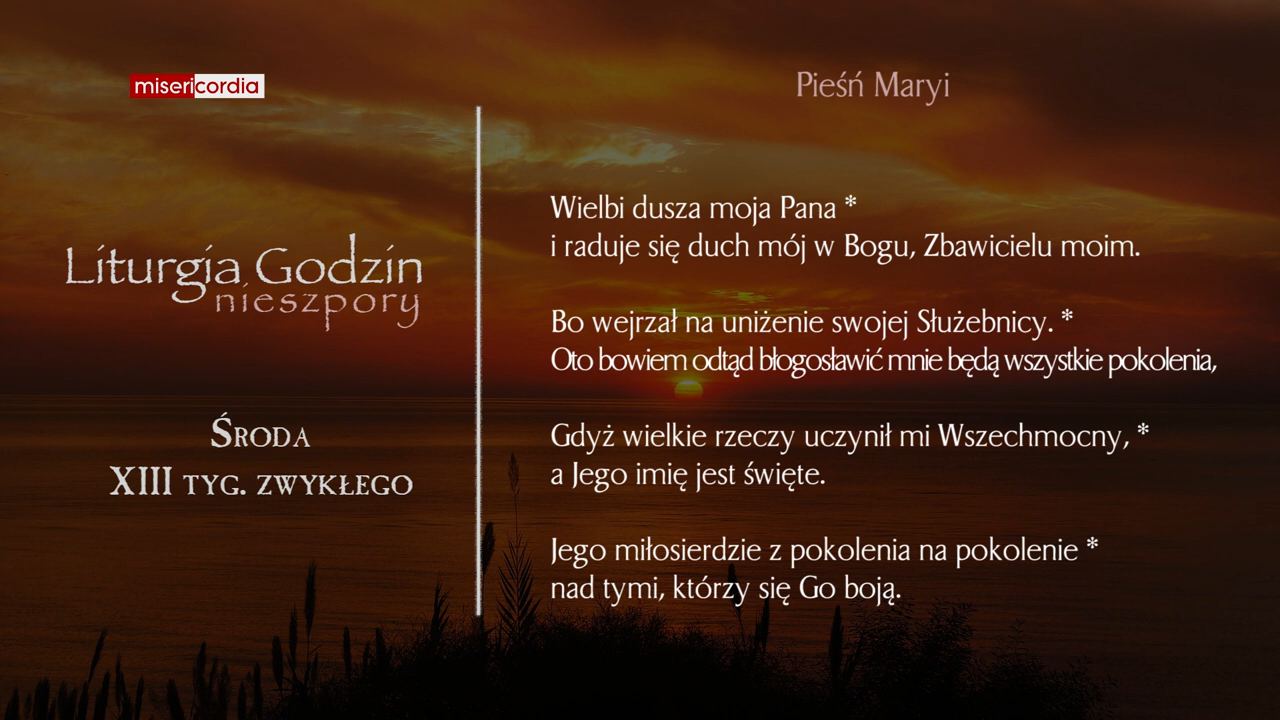 misericordia
Liturgia Godzin
nieszpory
Środa
XIII tyg. zwykłego
Pieśń Maryi
Wielbi dusza moja Pana *
i raduje się duch mój w Bogu, Zbawicielu moim.
Bo wejrzał na uniżenie swojej Służebnicy. *
Oto bowiem odtąd błogosławić mnie będą wszystkie pokolenia,
Gdyż wielkie rzeczy uczynił mi Wszechmocny, *
a Jego imię jest święte.
Jego miłosierdzie z pokolenia na pokolenie *
nad tymi, którzy się Go boją.